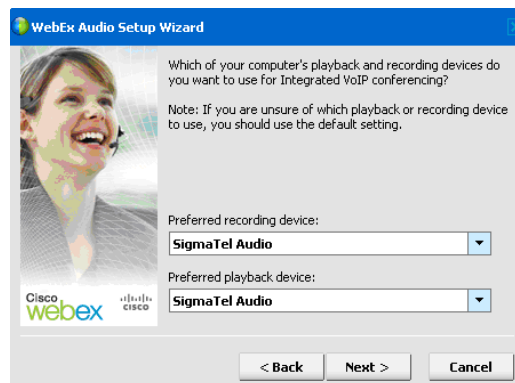 WebEx Audio Setup Wizard
Which of your computer's playback and recording devices do
you want to use for Integrated VoIP conferencing?
Note: If you are unsure of which playback or recording device
to use, you should use the default setting.
Preferred recording device:
SigmaTel Audio
Preferred playback device:
SigmaTel Audio
Cisco
webex
cisco
< Back
Next >
Cancel